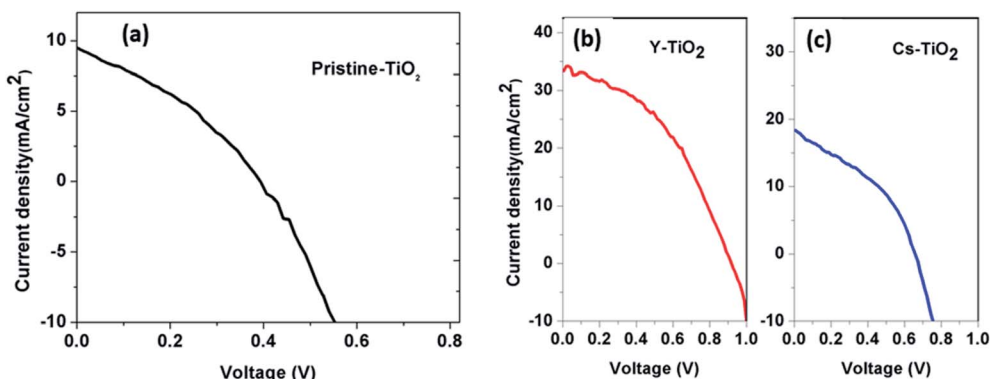 (a)
Pristine-TiO2
Current density(mA/cm2)
10
5
0
-5
-10
0.0 0.2 0.4 0.6 0.8
Voltage (V)
(b)
Y-TiO2
Current density(mA/cm2)
40
30
20
10
0
-10
0.0 0.2 0.4 0.6 0.8 1.0
Voltage (V)
(c)
Cs-TiO2
30
20
10
0
-10
0.0 0.2 0.4 0.6 0.8 1.0
Voltage (V)